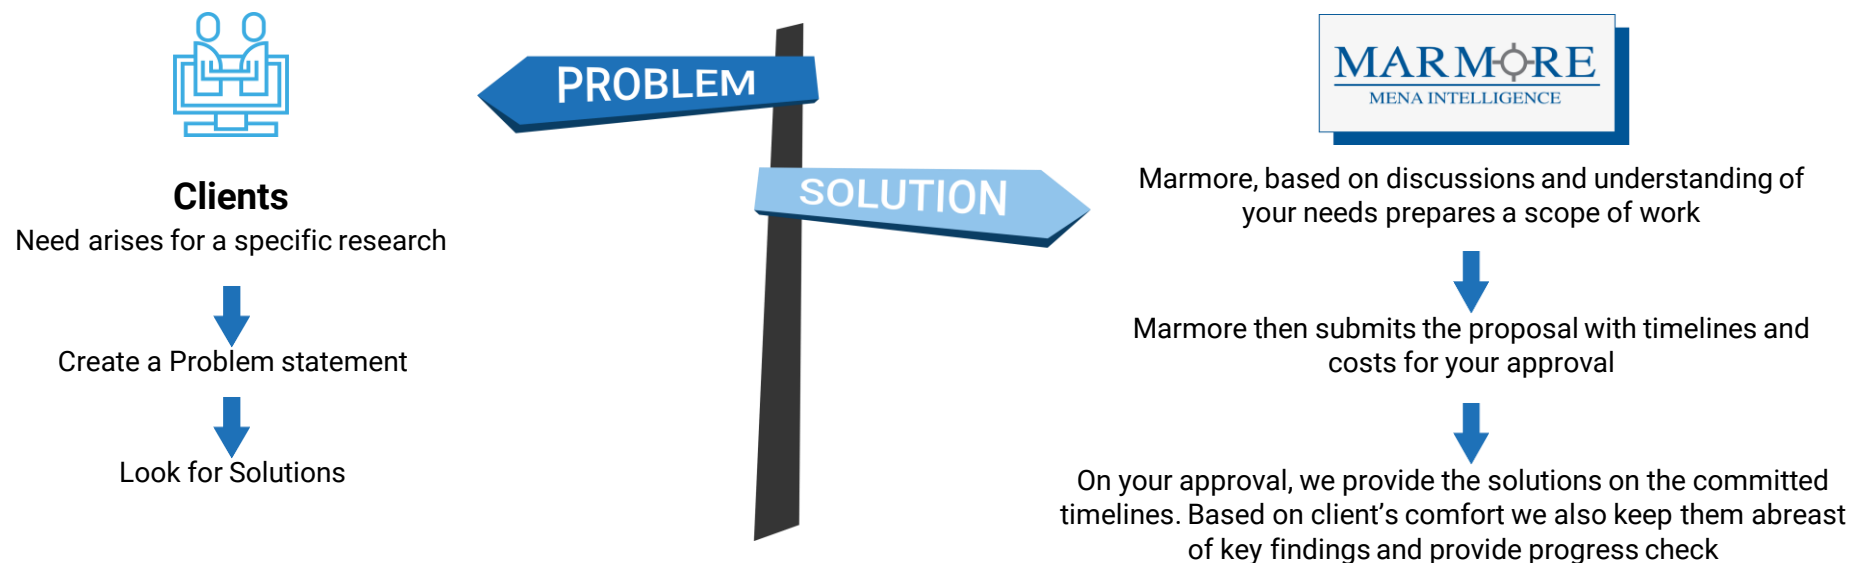 Clients
Need arises for a specific research
Create a Problem statement
Look for Solutions
PROBLEM
SOLUTION
MARMORE
MENA INTELLIGENCE
Marmore, based on discussions and understanding of
your needs prepares a scope of work
Marmore then submits the proposal with timelines and
costs for your approval
On your approval, we provide the solutions on the committed
timelines. Based on client’s comfort we also keep them abreast
of key findings and provide progress check